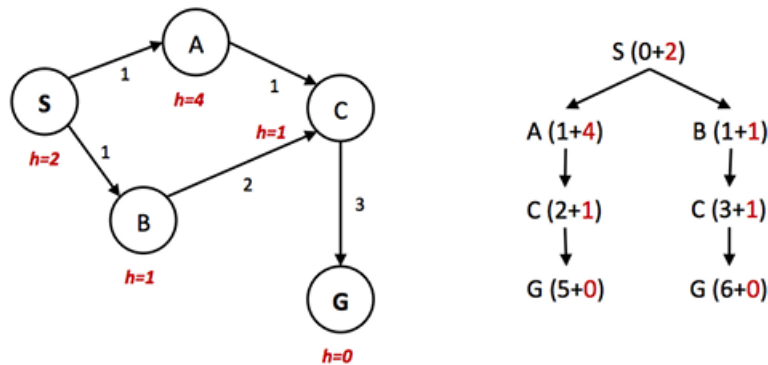 A
1
1
h=4
S
C
h=1
h=2
1
2
3
B
h=1
G
h=0
S (0+2)
A (1+4)
B (1+1)
C (2+1)
C (3+1)
G (5+0)
G (6+0)